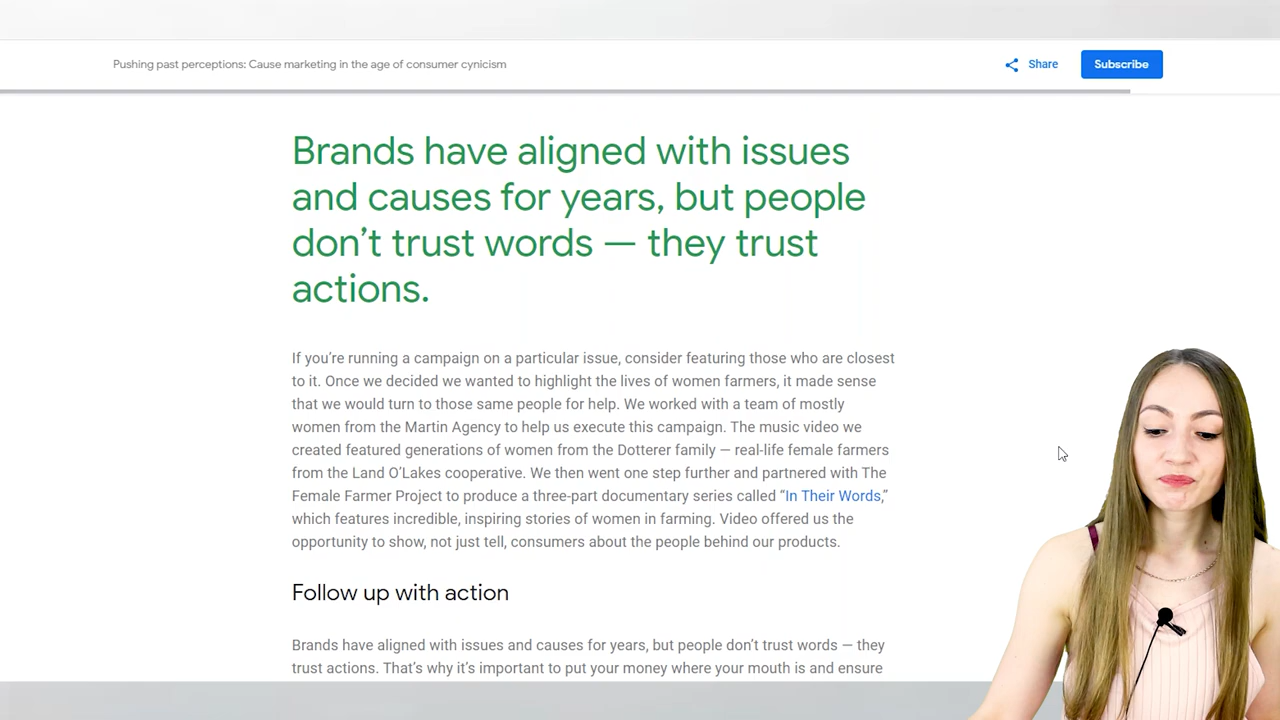 Pushing past perceptions: Cause marketing in the age of consumer cynicism
Share
Subscribe
Brands have aligned with issues
and causes for years, but people
don’t trust words — they trust
actions.
If you’re running a campaign on a particular issue, consider featuring those who are closest
to it. Once we decided we wanted to highlight the lives of women farmers, it made sense
that we would turn to those same people for help. We worked with a team of mostly
women from the Martin Agency to help us execute this campaign. The music video we
created featured generations of women from the Dotterer family — real-life female farmers
from the Land O’Lakes cooperative. We then went one step further and partnered with The
Female Farmer Project to produce a three-part documentary series called “In Their Words,”
which features incredible, inspiring stories of women in farming. Video offered us the
opportunity to show, not just tell, consumers about the people behind our products.
Follow up with action
Brands have aligned with issues and causes for years, but people don’t trust words — they
trust actions. That’s why it’s important to put your money where your mouth is and ensure